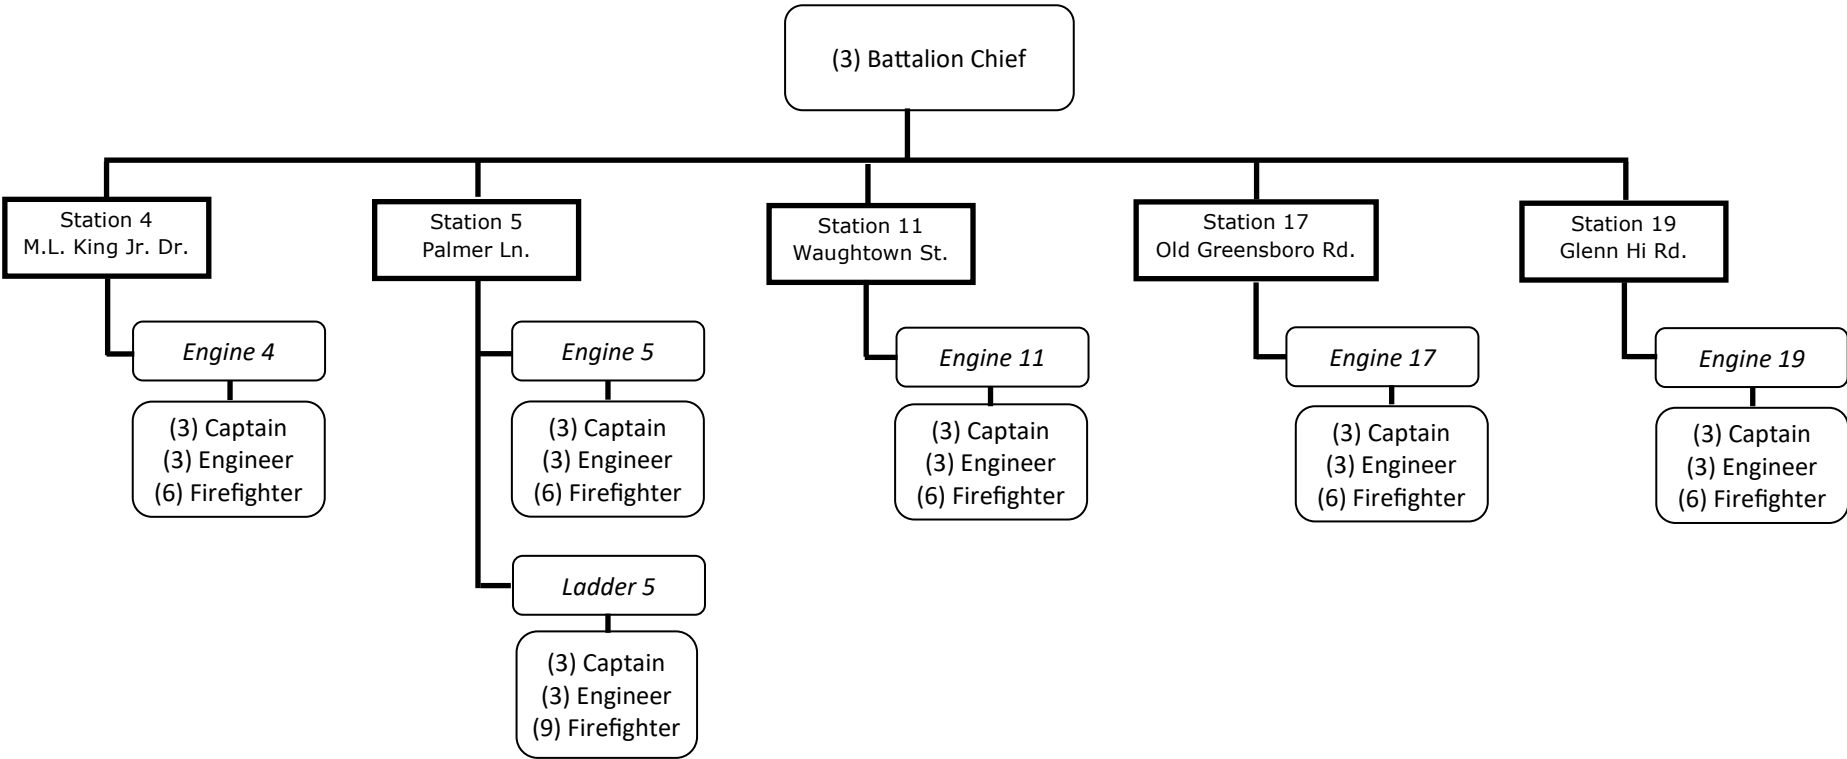 (3) Battalion Chief
Station 4
M.L. King Jr. Dr.
Station 5
Palmer Ln.
Station 11
Waughtown St.
Station 17
Old Greensboro Rd.
Station 19
Glenn Hi Rd.
Engine 4
(3) Captain
(3) Engineer
(6) Firefighter
Engine 5
(3) Captain
(3) Engineer
(6) Firefighter
Ladder 5
(3) Captain
(3) Engineer
(9) Firefighter
Engine 11
(3) Captain
(3) Engineer
(6) Firefighter
Engine 17
(3) Captain
(3) Engineer
(6) Firefighter
Engine 19
(3) Captain
(3) Engineer
(6) Firefighter